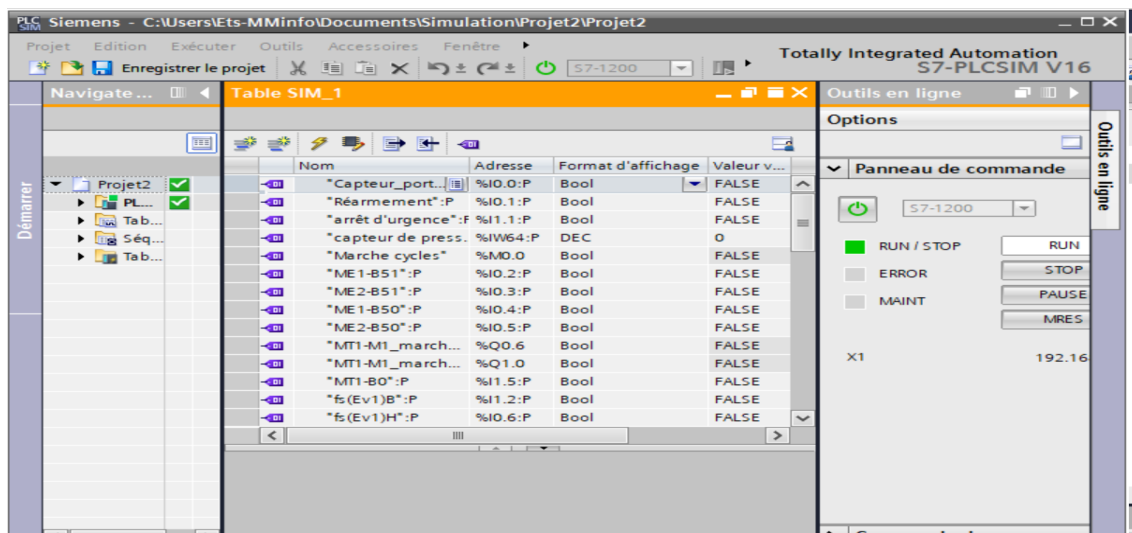 PLC SIM Siemens - C:\Users\Ets-MMinfo\Documents\Simulation\Projet2\Projet2
Projet Edition Exécuter Outils Accessoires Fenêtre
Totally Integrated Automation
S7-PLCSIM V16
Enregistrer le projet S7-1200
Navigate ...
Démarrer
Projet2
PL...
Tab...
Séq...
Tab...
Table SIM_1
Nom Adresse Format d'affichage Valeur v...
"Capteur_port... %I0.0:P Bool FALSE
"Réarmement":P %I0.1:P Bool FALSE
"arrêt d'urgence":F %I1.1:P Bool FALSE
"capteur de press. %IW64:P DEC 0
"Marche cycles" %M0.0 Bool FALSE
"ME1-B51":P %I0.2:P Bool FALSE
"ME2-B51":P %I0.3:P Bool FALSE
"ME1-B50":P %I0.4:P Bool FALSE
"ME2-B50":P %I0.5:P Bool FALSE
"MT1-M1_march... %Q0.6 Bool FALSE
"MT1-M1_march... %Q1.0 Bool FALSE
"MT1-B0":P %I1.5:P Bool FALSE
"fs(Ev1)B":P %I1.2:P Bool FALSE
"fs(Ev1)H":P %I0.6:P Bool FALSE
Outils en ligne
Options
Panneau de commande
S7-1200
RUN / STOP RUN
ERROR STOP
MAINT PAUSE
MRES
X1 192.16
Outils en ligne